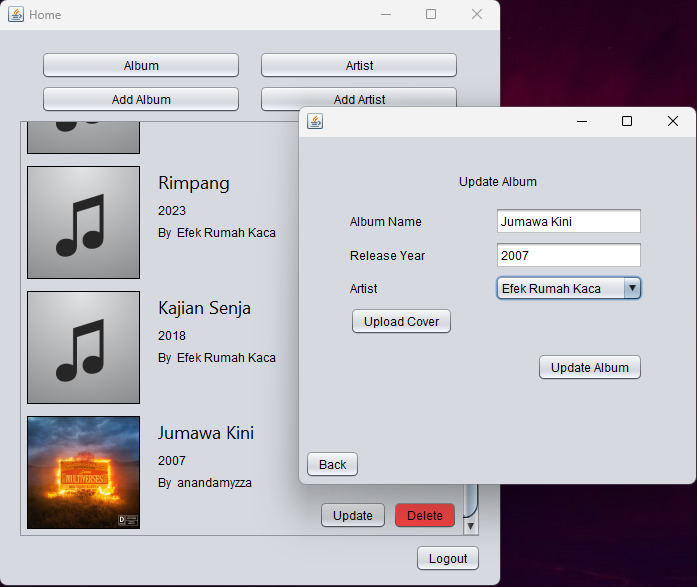 Home
Album
Artist
Add Album
Add Artist
Rimpang
2023
By Efek Rumah Kaca
Kajian Senja
2018
By Efek Rumah Kaca
Jumawa Kini
2007
By anandamyzza
MULTIVERSES
Update
Delete
Logout
Update Album
Album Name
Jumawa Kini
Release Year
2007
Artist
Efek Rumah Kaca
Upload Cover
Update Album
Back